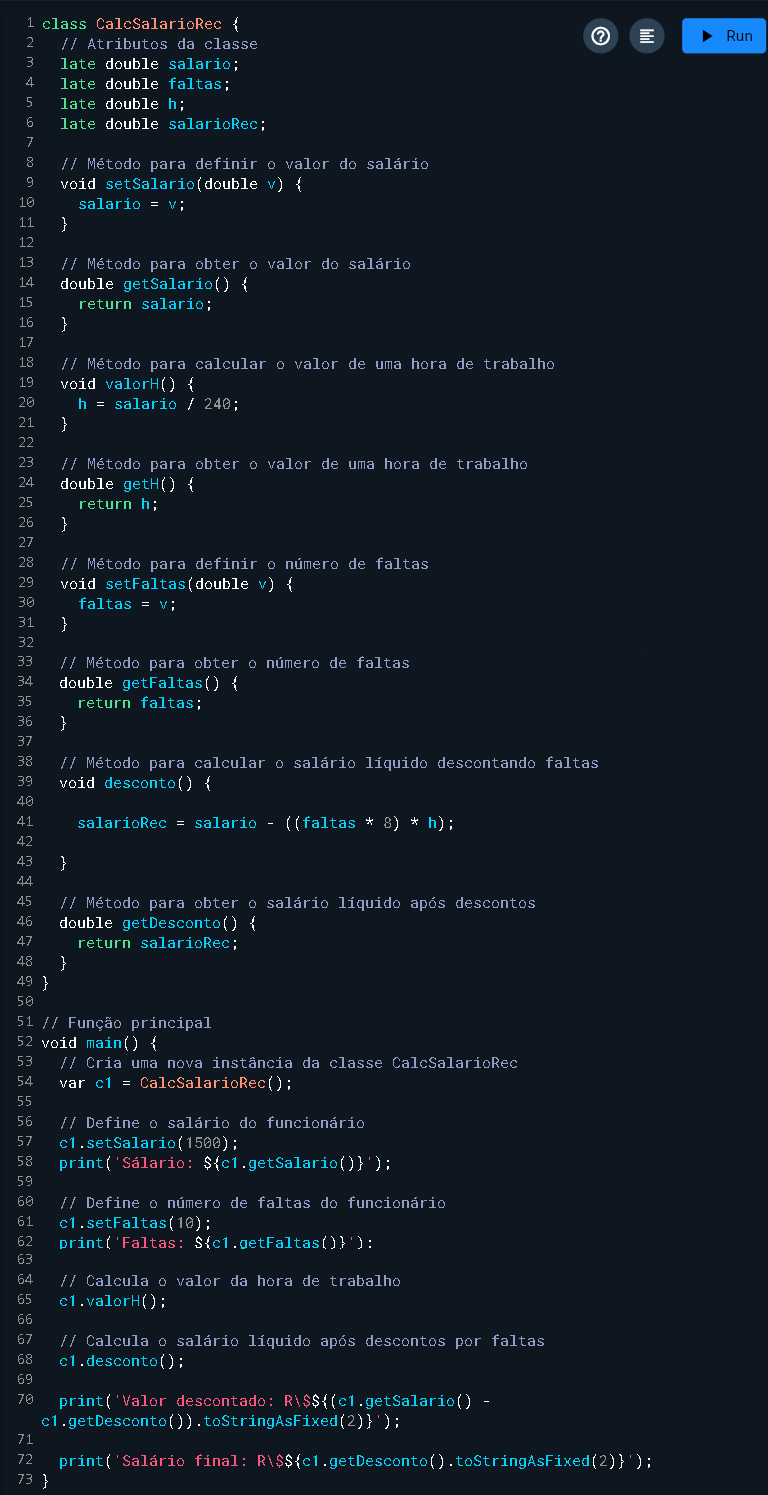 1 class CalcSalarioRec {
2   // Atributos da classe
3   late double salario;
4   late double faltas;
5   late double h;
6   late double salarioRec;
7
8   // Método para definir o valor do salário
9   void setSalario(double v) {
10     salario = v;
11   }
12
13   // Método para obter o valor do salário
14   double getSalario() {
15     return salario;
16   }
17
18   // Método para calcular o valor de uma hora de trabalho
19   void valorH() {
20     h = salario / 240;
21   }
22
23   // Método para obter o valor de uma hora de trabalho
24   double getH() {
25     return h;
26   }
27
28   // Método para definir o número de faltas
29   void setFaltas(double v) {
30     faltas = v;
31   }
32
33   // Método para obter o número de faltas
34   double getFaltas() {
35     return faltas;
36   }
37
38   // Método para calcular o salário líquido descontando faltas
39   void desconto() {
40
41     salarioRec = salario - ((faltas * 8) * h);
42
43   }
44
45   // Método para obter o salário líquido após descontos
46   double getDesconto() {
47     return salarioRec;
48   }
49 }
50
51 // Função principal
52 void main() {
53   // Cria uma nova instância da classe CalcSalarioRec
54   var c1 = CalcSalarioRec();
55
56   // Define o salário do funcionário
57   c1.setSalario(1500);
58   print('Sálario: ${c1.getSalario()}');
59
60   // Define o número de faltas do funcionário
61   c1.setFaltas(10);
62   print('Faltas: ${c1.getFaltas()}');
63
64   // Calcula o valor da hora de trabalho
65   c1.valorH();
66
67   // Calcula o salário líquido após descontos por faltas
68   c1.desconto();
69
70   print('Valor descontado: R\$${(c1.getSalario() -
c1.getDesconto()).toStringAsFixed(2)}');
71
72   print('Salário final: R\$${c1.getDesconto().toStringAsFixed(2)}');
73 }
Run